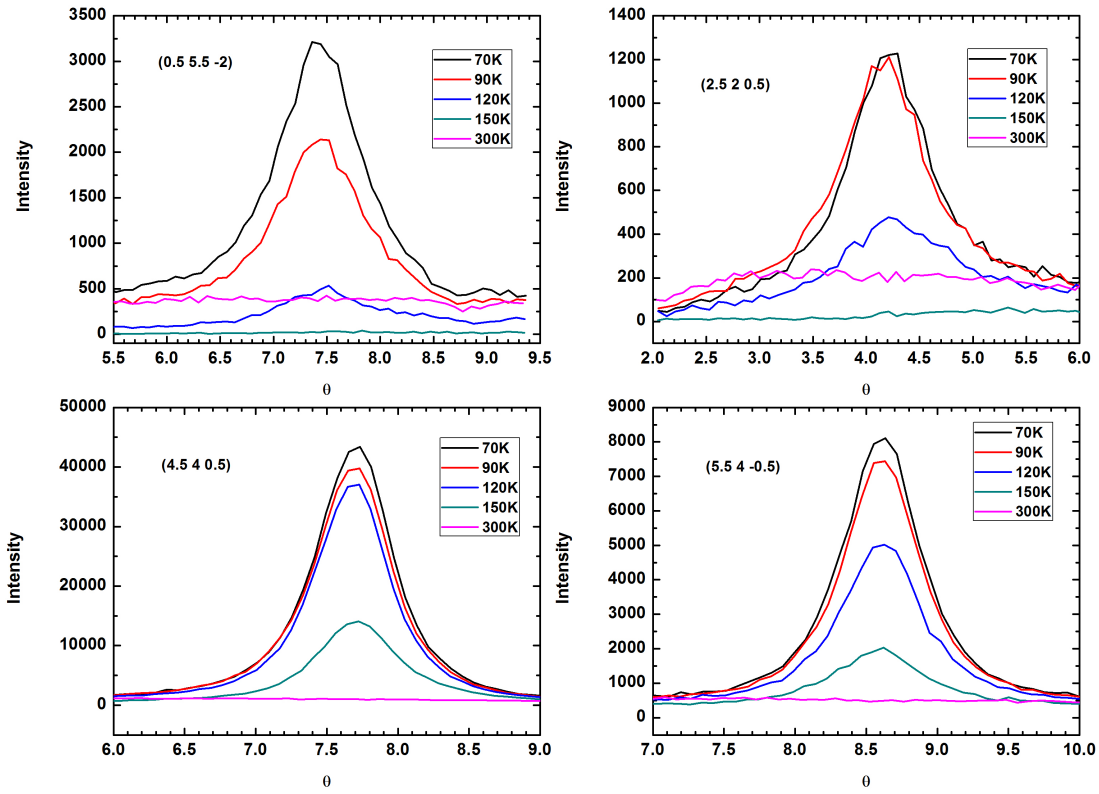 (0.5 5.5 -2)
70K
90K
120K
150K
300K
3500
3000
2500
2000
1500
1000
500
0
Intensity
5.5 6.0 6.5 7.0 7.5 8.0 8.5 9.0 9.5
θ
(2.5 2 0.5)
70K
90K
120K
150K
300K
1400
1200
1000
800
600
400
200
0
Intensity
2.0 2.5 3.0 3.5 4.0 4.5 5.0 5.5 6.0
θ
(4.5 4 0.5)
70K
90K
120K
150K
300K
50000
40000
30000
20000
10000
0
Intensity
6.0 6.5 7.0 7.5 8.0 8.5 9.0
θ
(5.5 4 -0.5)
70K
90K
120K
150K
300K
9000
8000
7000
6000
5000
4000
3000
2000
1000
0
Intensity
7.0 7.5 8.0 8.5 9.0 9.5 10.0
θ